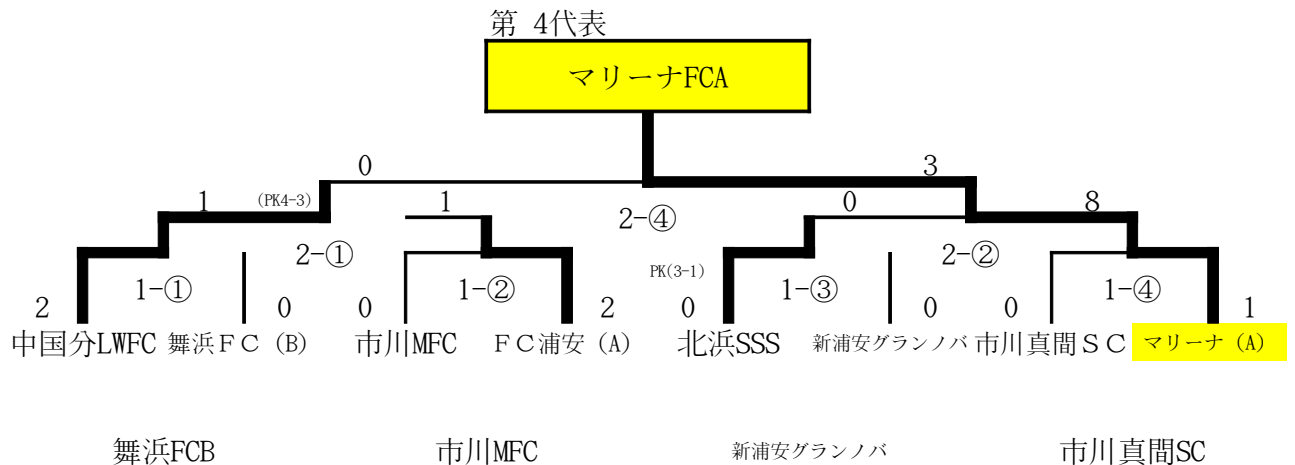 第 4代表
マリーナFCA
0 3
1 (PK4-3) 1 2-④ 0 8
2-① 2-②
PK(3-1)
1-① 1-② 1-③ 1-④
2 0 0 2 0 0 0 1
中国分LWFC 舞浜ＦＣ (B) 市川MFC ＦＣ浦安 (A) 北浜SSS 新浦安グランノバ 市川真間ＳＣ マリーナ (A)
舞浜FCB 市川MFC 新浦安グランノバ 市川真間SC